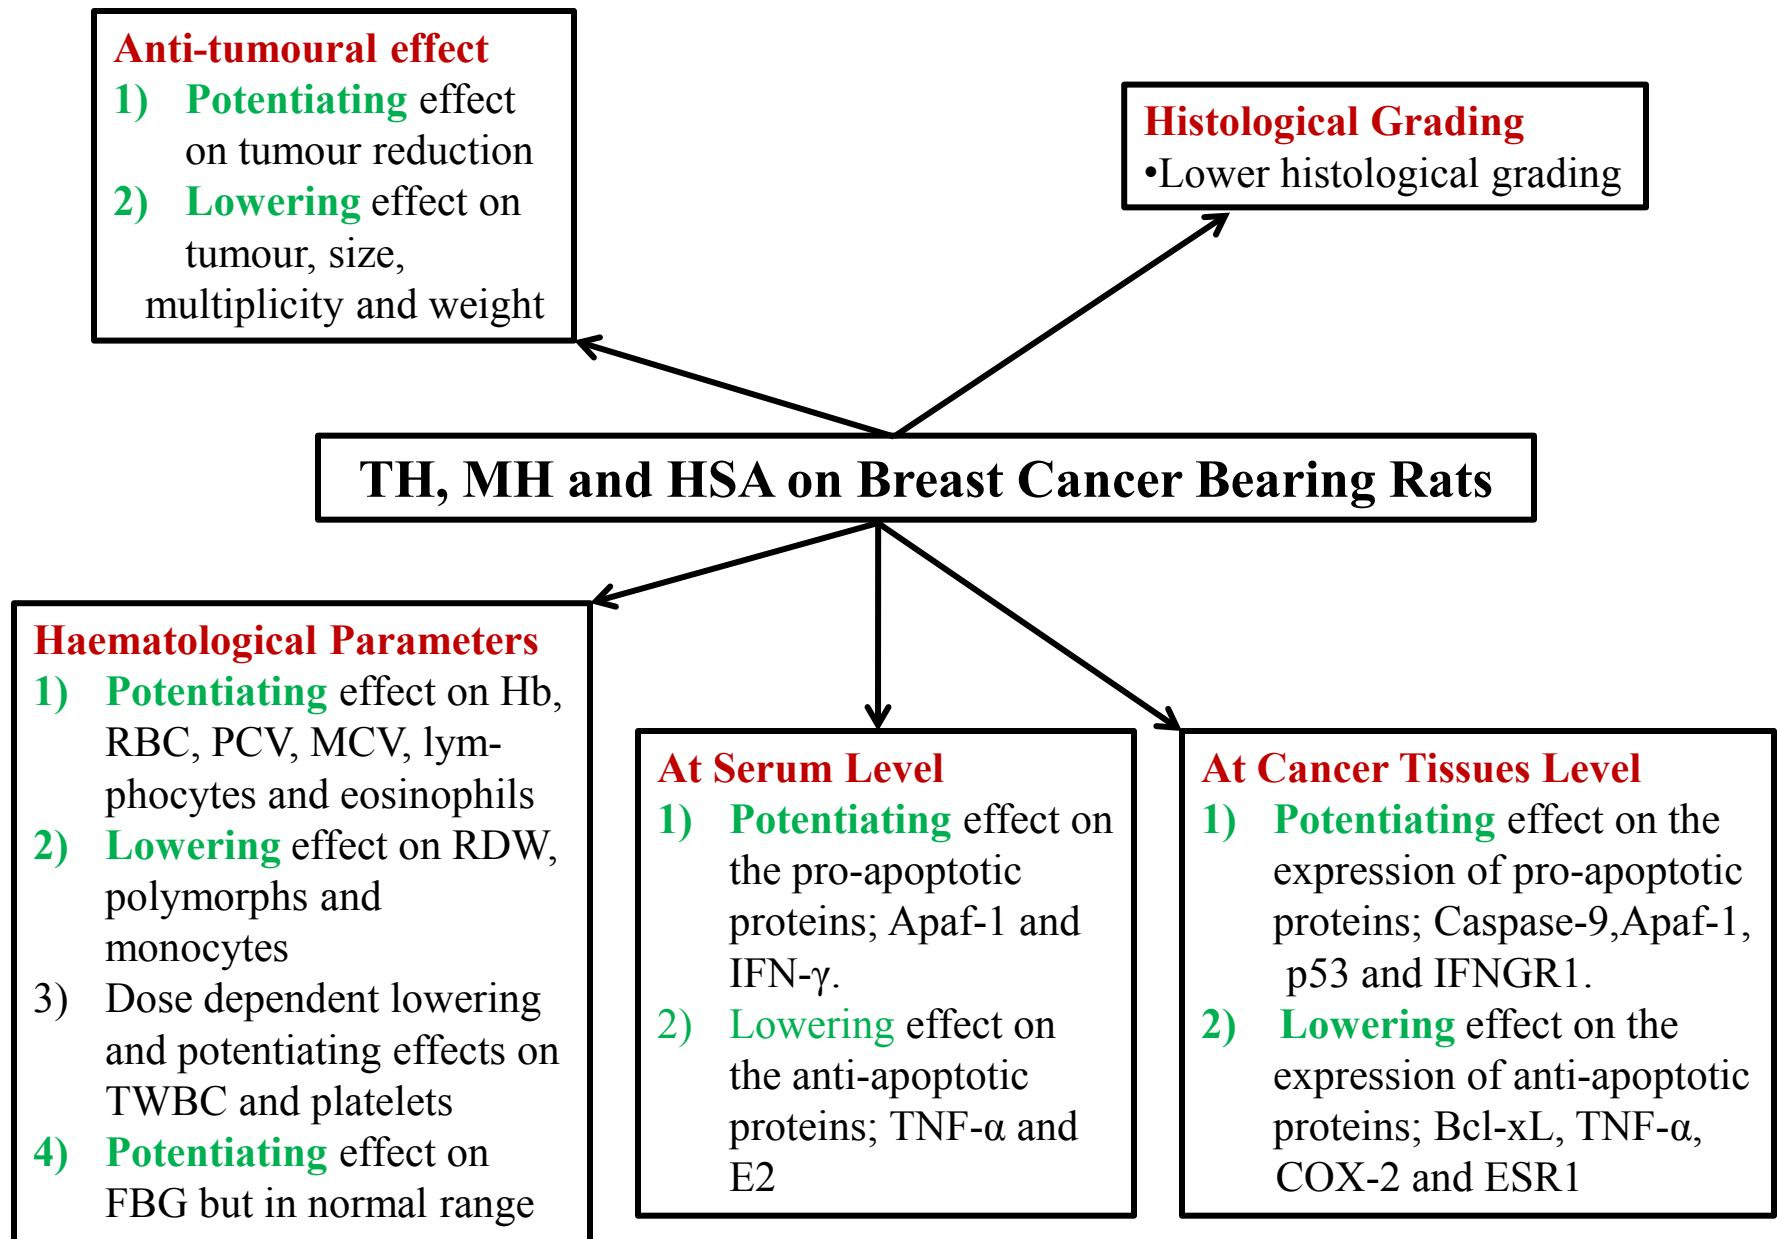 Anti-tumoural effect
1) Potentiating effect
on tumour reduction
2) Lowering effect on
tumour, size,
multiplicity and weight
Histological Grading
•Lower histological grading
TH, MH and HSA on Breast Cancer Bearing Rats
Haematological Parameters
1) Potentiating effect on Hb,
RBC, PCV, MCV, lym-
phocytes and eosinophils
2) Lowering effect on RDW,
polymorphs and
monocytes
3) Dose dependent lowering
and potentiating effects on
TWBC and platelets
4) Potentiating effect on
FBG but in normal range
At Serum Level
1) Potentiating effect on
the pro-apoptotic
proteins; Apaf-1 and
IFN-γ.
2) Lowering effect on
the anti-apoptotic
proteins; TNF-α and
E2
At Cancer Tissues Level
1) Potentiating effect on the
expression of pro-apoptotic
proteins; Caspase-9,Apaf-1,
p53 and IFNGR1.
2) Lowering effect on the
expression of anti-apoptotic
proteins; Bcl-xL, TNF-α,
COX-2 and ESR1